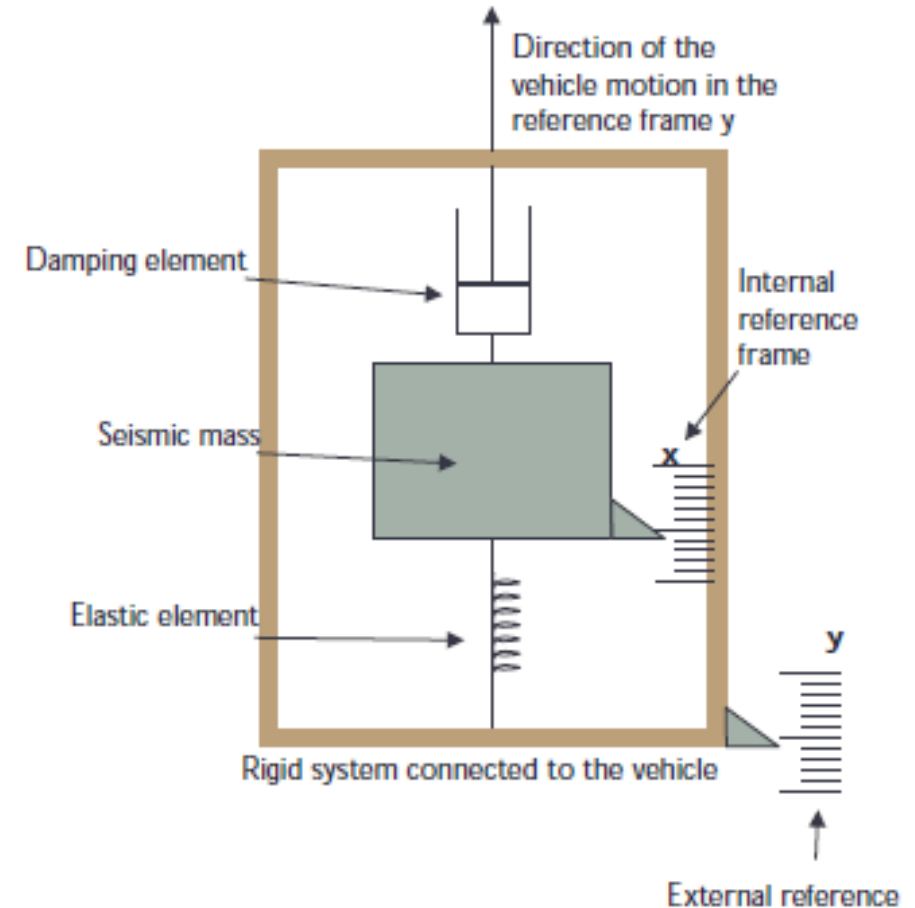 Direction of the
vehicle motion in the
reference frame y
Damping element
Internal
reference
frame
Seismic mass
x
Elastic element
y
Rigid system connected to the vehicle
External reference